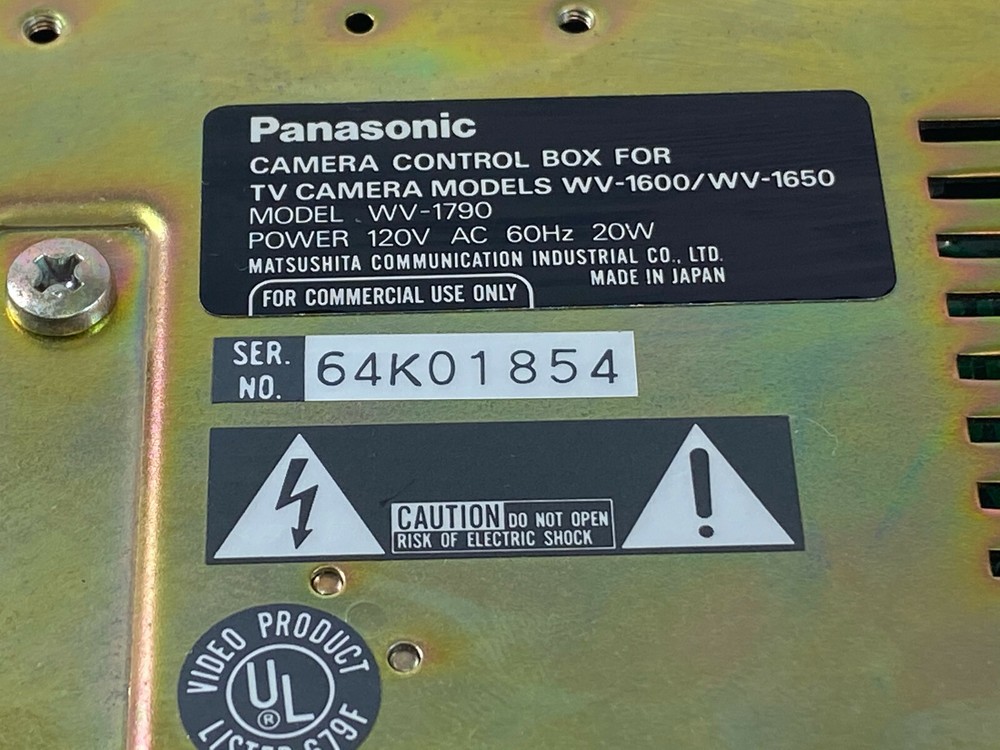 Panasonic
CAMERA CONTROL BOX FOR
TV CAMERA MODELS WV-1600/WV-1650
MODEL WV-1790
POWER 120V AC 60Hz 20W
MATSUSHITA COMMUNICATION INDUSTRIAL CO., LTD.
MADE IN JAPAN
FOR COMMERCIAL USE ONLY
SER.
NO.
64K01854
CAUTION DO NOT OPEN
RISK OF ELECTRIC SHOCK
VIDEO PRODUCT
UL
®
LISTED 679F